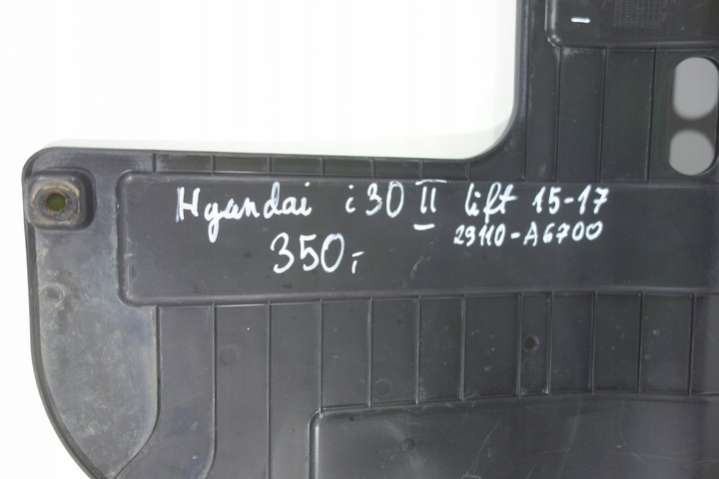 Hyundai i30 II lift 15-17
29110-A6700
350,-